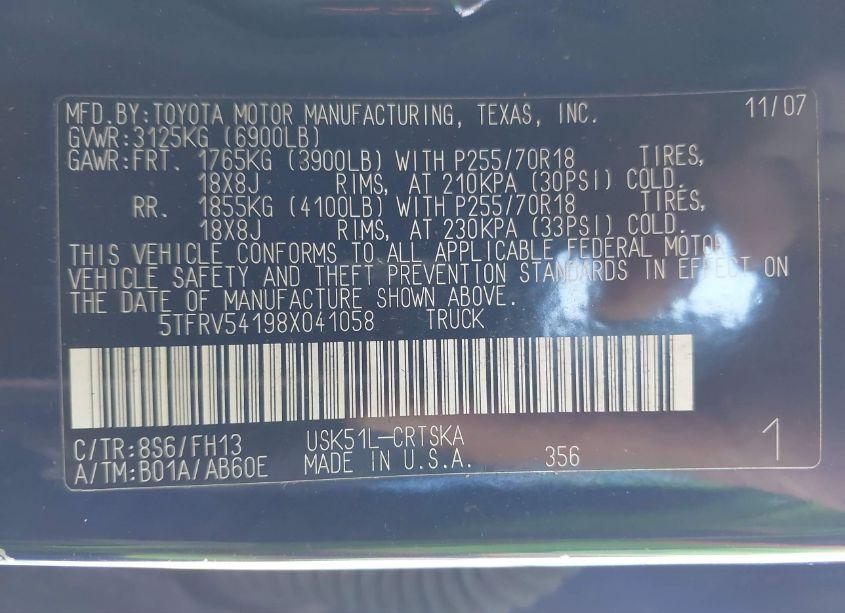 MFD.BY:TOYOTA MOTOR MANUFACTURING, TEXAS, INC. 11/07
GVWR:3125KG (6900LB)
GAWR:FRT. 1765KG (3900LB) WITH P255/70R18 TIRES,
18X8J RIMS, AT 210KPA (30PSI) COLD.
RR. 1855KG (4100LB) WITH P255/70R18 TIRES,
18X8J RIMS, AT 230KPA (33PSI) COLD.
THIS VEHICLE CONFORMS TO ALL APPLICABLE FEDERAL MOTOR
VEHICLE SAFETY AND THEFT PREVENTION STANDARDS IN EFFECT ON
THE DATE OF MANUFACTURE SHOWN ABOVE.
5TFRV54198X041058 TRUCK
C/TR:8S6/FH13 USK51L-CRTSKA
A/TM:B01A/AB60E MADE IN U.S.A. 356 1